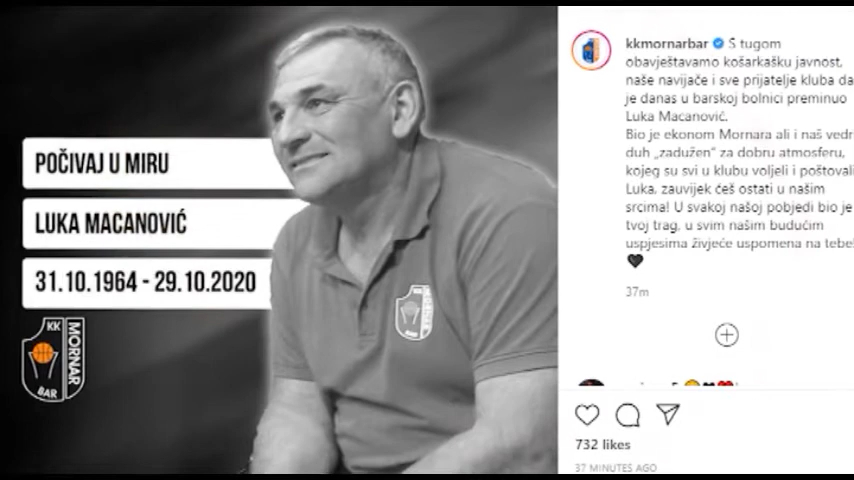 POČIVAJ U MIRU
LUKA MACANOVIĆ
31.10.1964 - 29.10.2020
KK
MORNAR
BAR
MORNAR
BAR
kkmornarbar S tugom
obavještavamo košarkašku javnost,
naše navijače i sve prijatelje kluba da
je danas u barskoj bolnici preminuo
Luka Macanović.
Bio je ekonom Mornara ali i naš vedr
duh „zadužen“ za dobru atmosferu,
kojeg su svi u klubu voljeli i poštovali
Luka, zauvijek ćeš ostati u našim
srcima! U svakoj našoj pobjedi bio je
tvoj trag, u svim našim budućim
uspjesima živjeće uspomena na tebe!
37m
732 likes
37 MINUTES AGO